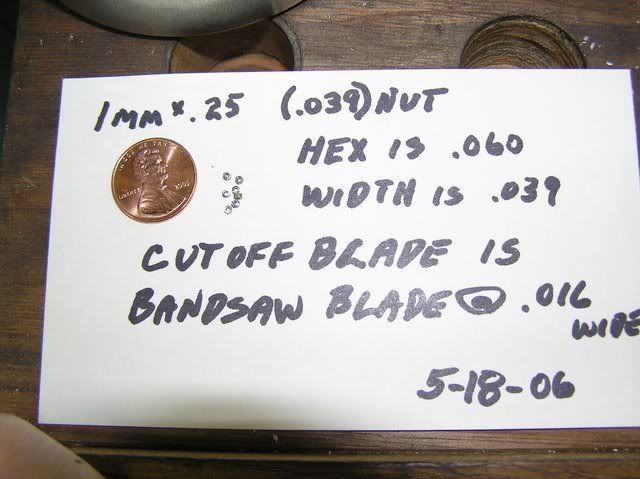 1MM x .25 (.039) NUT
HEX IS .060
WIDTH IS .039
CUTOFF BLADE IS
BANDSAW BLADE @ .016
WIDE
5-18-06